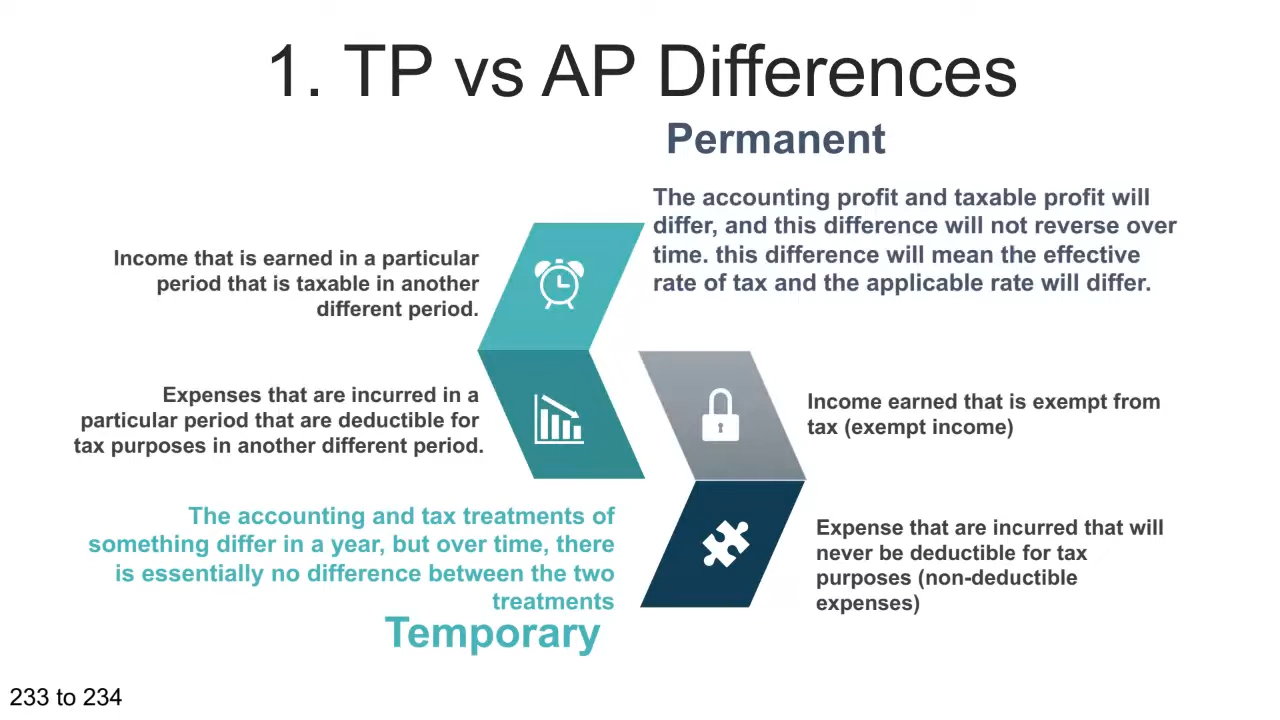 1. TP vs AP Differences
Permanent
The accounting profit and taxable profit will
differ, and this difference will not reverse over
time. this difference will mean the effective
rate of tax and the applicable rate will differ.
Income that is earned in a particular
period that is taxable in another
different period.
Expenses that are incurred in a
particular period that are deductible for
tax purposes in another different period.
Income earned that is exempt from
tax (exempt income)
The accounting and tax treatments of
something differ in a year, but over time, there
is essentially no difference between the two
treatments
Temporary
Expense that are incurred that will
never be deductible for tax
purposes (non-deductible
expenses)
233 to 234